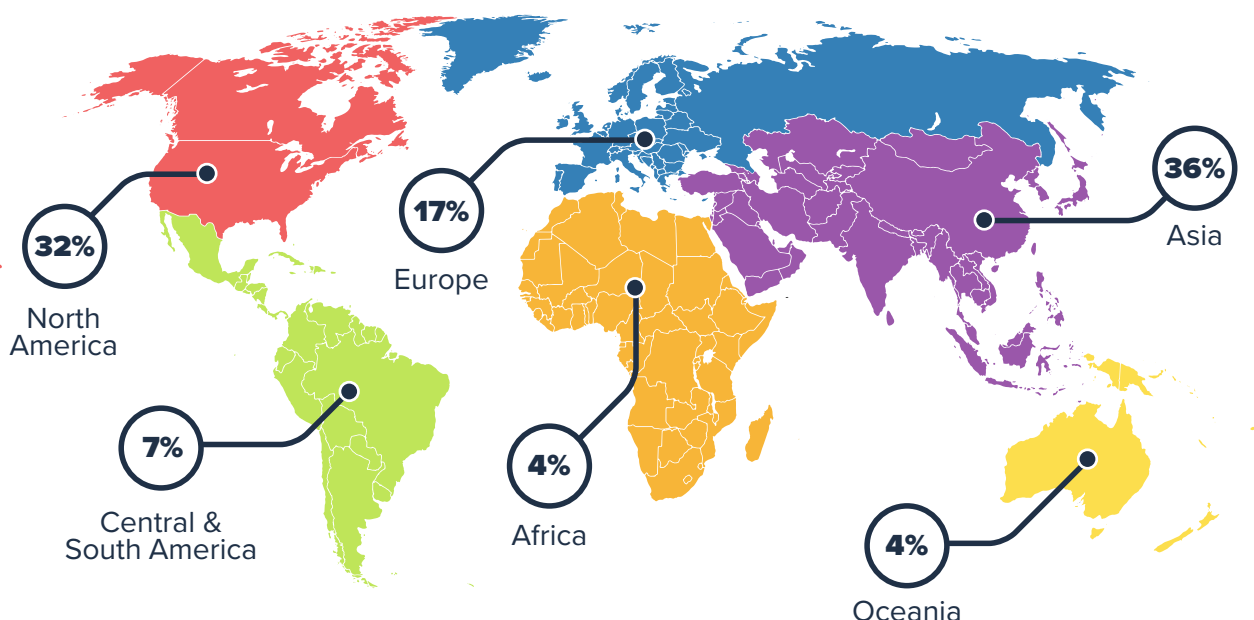 32%
North
America
17%
Europe
36%
Asia
7%
Central &
South America
4%
Africa
4%
Oceania